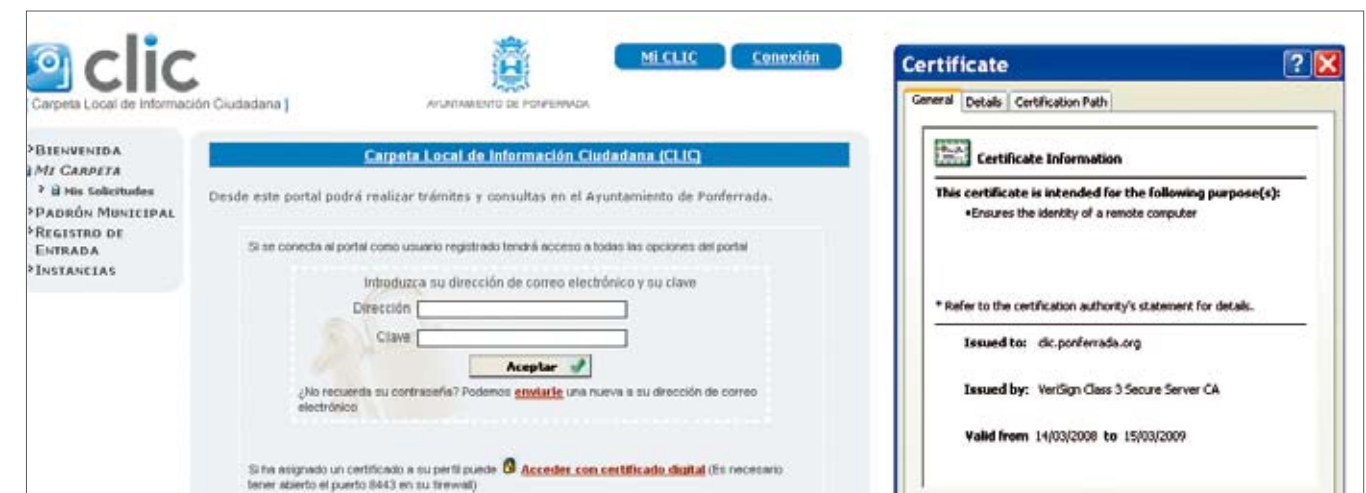 clic
[Carpeta Local de Información Ciudadana]
AYUNTAMIENTO DE PONFERRADA
Mi CLIC
Conexión
BIENVENIDA
MI CARPETA
Mis Solicitudes
PADRÓN MUNICIPAL
REGISTRO DE
ENTRADA
INSTANCIAS
Carpeta Local de Información Ciudadana (CLIC)
Desde este portal podrá realizar trámites y consultas en el Ayuntamiento de Ponferrada.
Si se conecta al portal como usuario registrado tendrá acceso a todas las opciones del portal
Introduzca su dirección de correo electrónico y su clave
Dirección
Clave
Aceptar
¿No recuerda su contraseña? Podemos enviarle una nueva a su dirección de correo
electrónico
Si ha asignado un certificado a su perfil puede Acceder con certificado digital (Es necesario
tener abierto el puerto 8443 en su firewall)
Certificate
General Details Certification Path
Certificate Information
This certificate is intended for the following purpose(s):
•Ensures the identity of a remote computer
* Refer to the certification authority's statement for details.
Issued to: clic.ponferrada.org
Issued by: VeriSign Class 3 Secure Server CA
Valid from 14/03/2008 to 15/03/2009